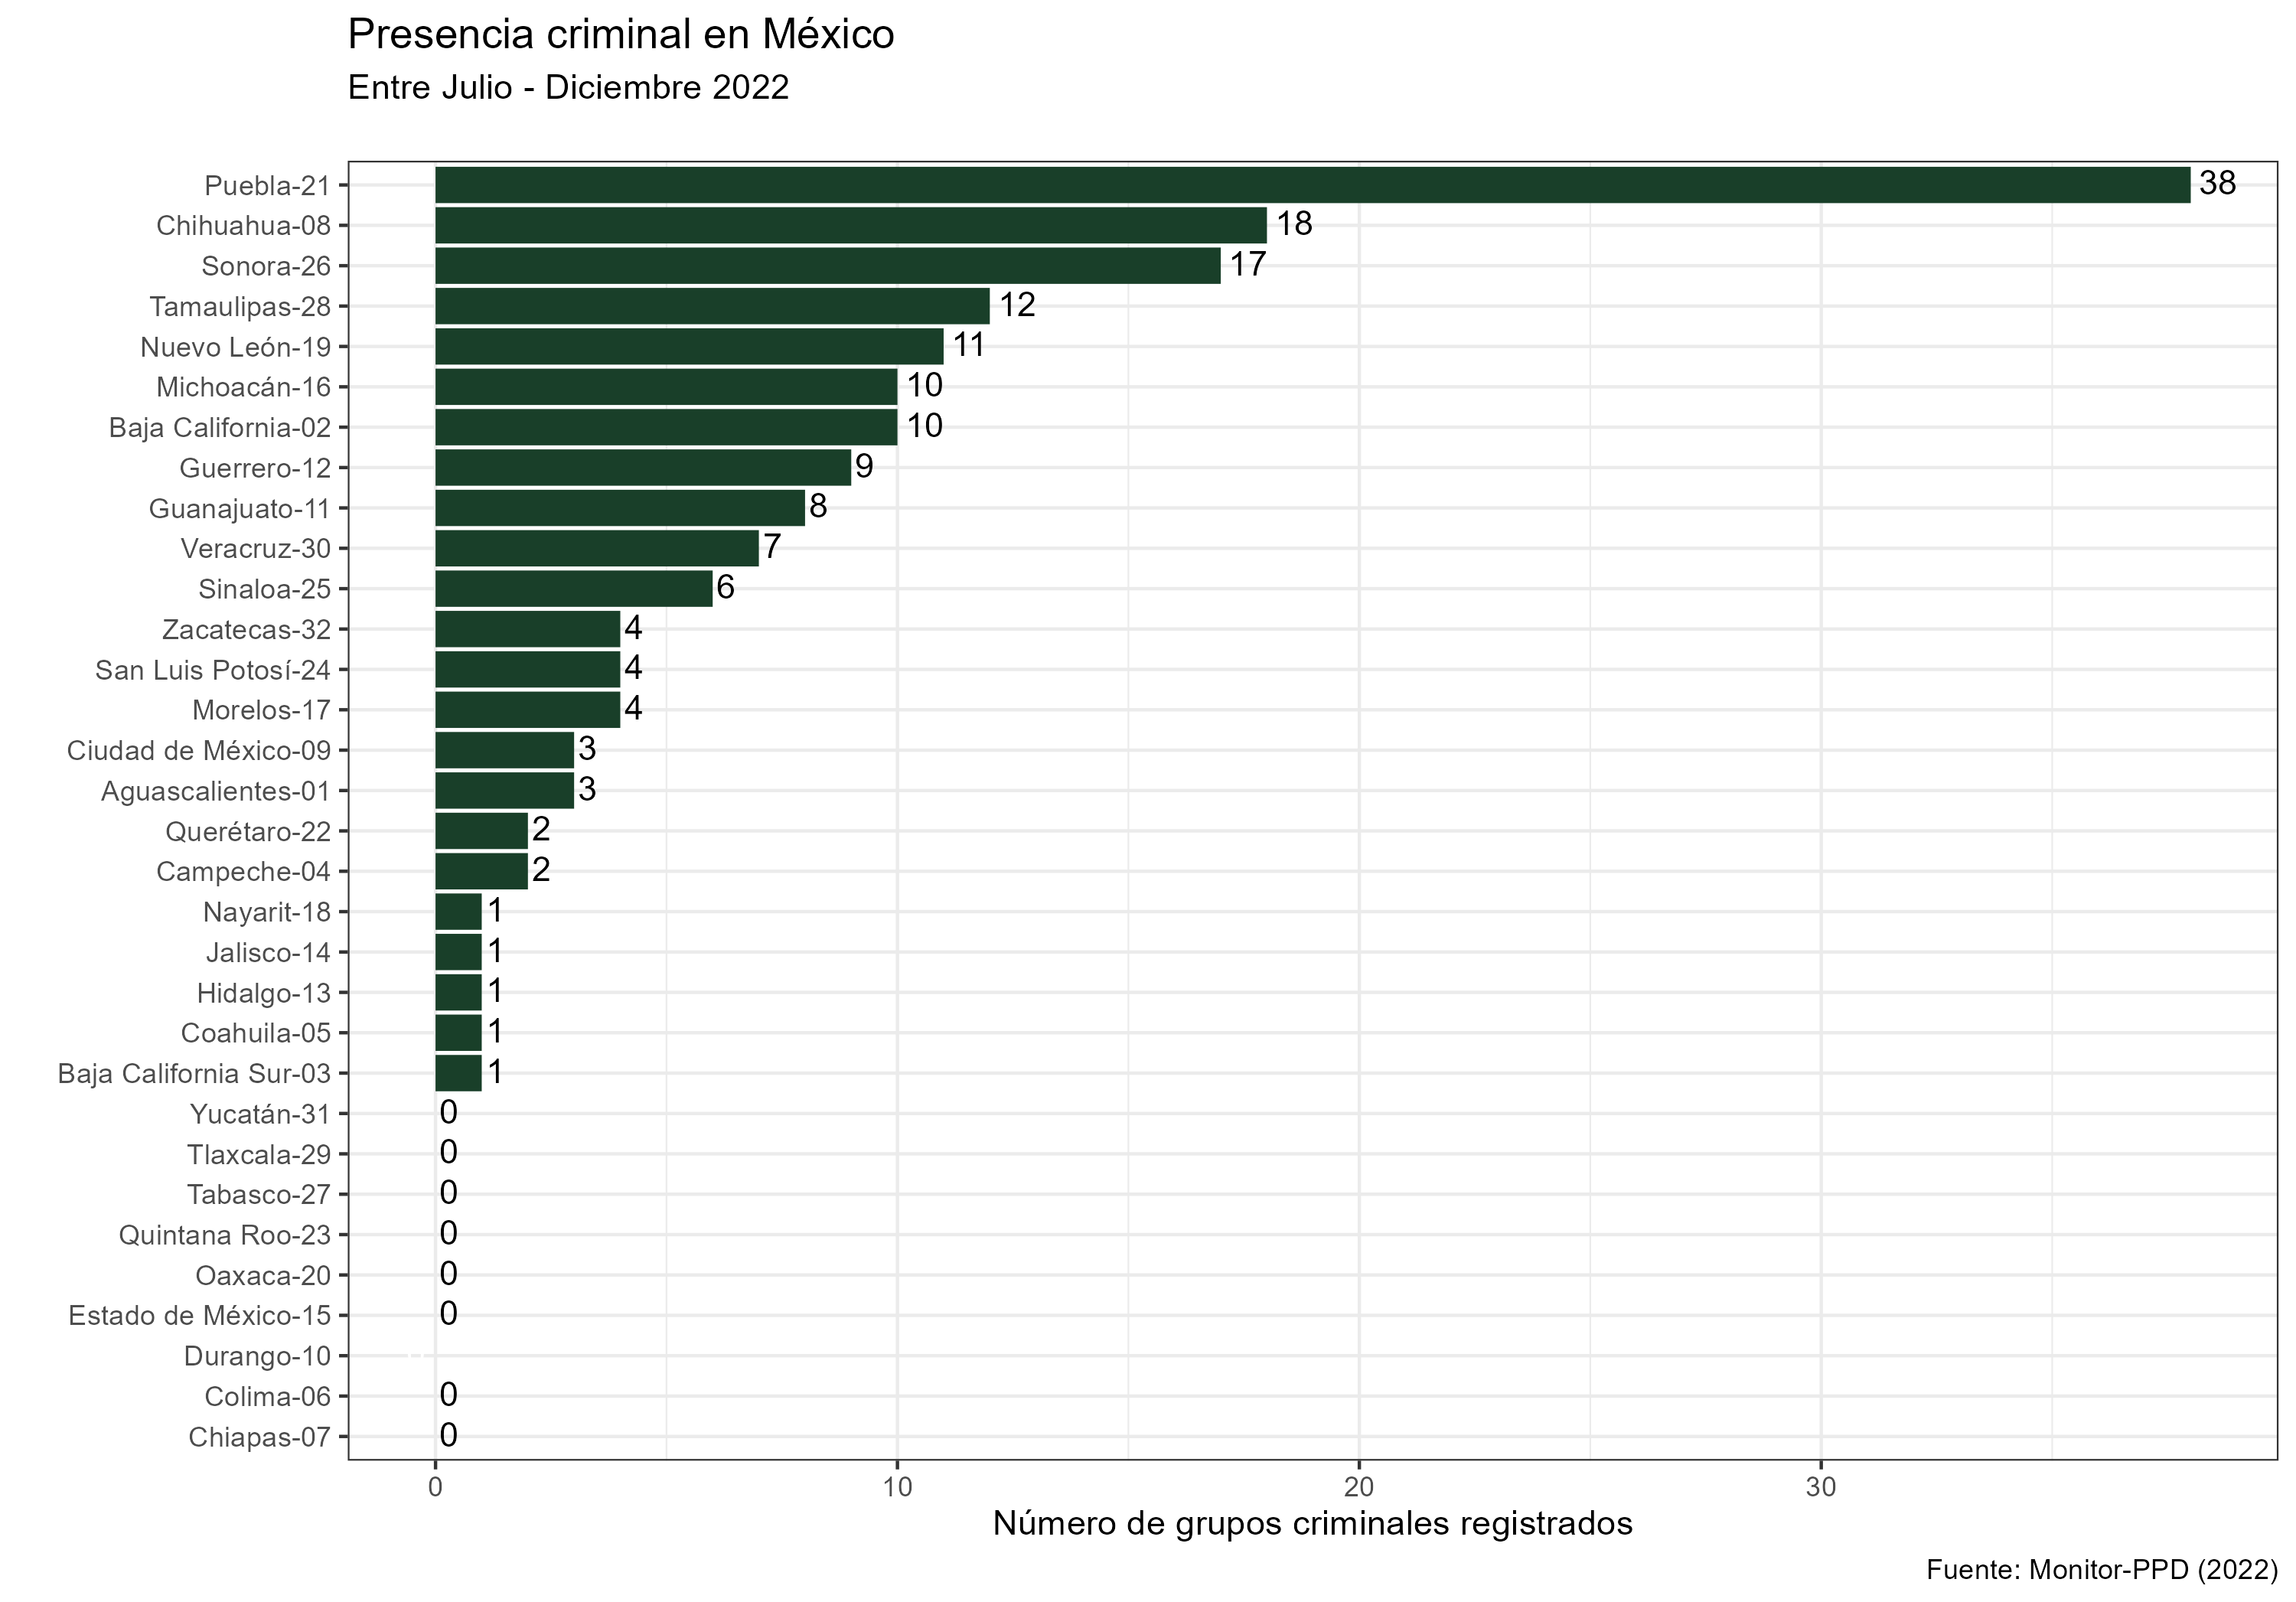 Presencia criminal en México
Entre Julio - Diciembre 2022
Puebla-21 38
Chihuahua-08 18
Sonora-26 17
Tamaulipas-28 12
Nuevo León-19 11
Michoacán-16 10
Baja California-02 10
Guerrero-12 9
Guanajuato-11 8
Veracruz-30 7
Sinaloa-25 6
Zacatecas-32 4
San Luis Potosí-24 4
Morelos-17 4
Ciudad de México-09 3
Aguascalientes-01 3
Querétaro-22 2
Campeche-04 2
Nayarit-18 1
Jalisco-14 1
Hidalgo-13 1
Coahuila-05 1
Baja California Sur-03 1
Yucatán-31 0
Tlaxcala-29 0
Tabasco-27 0
Quintana Roo-23 0
Oaxaca-20 0
Estado de México-15 0
Durango-10
Colima-06 0
Chiapas-07 0
0 10 20 30
Número de grupos criminales registrados
Fuente: Monitor-PPD (2022)